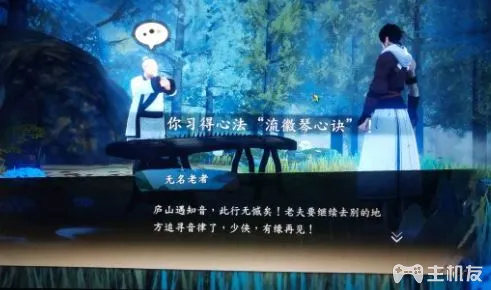 你习得心法“流徽琴心诀”！
无名老者
庐山遇知音，此行无憾矣！老夫要继续去别的地
方追寻音律了，少侠，有缘再见！
主机友